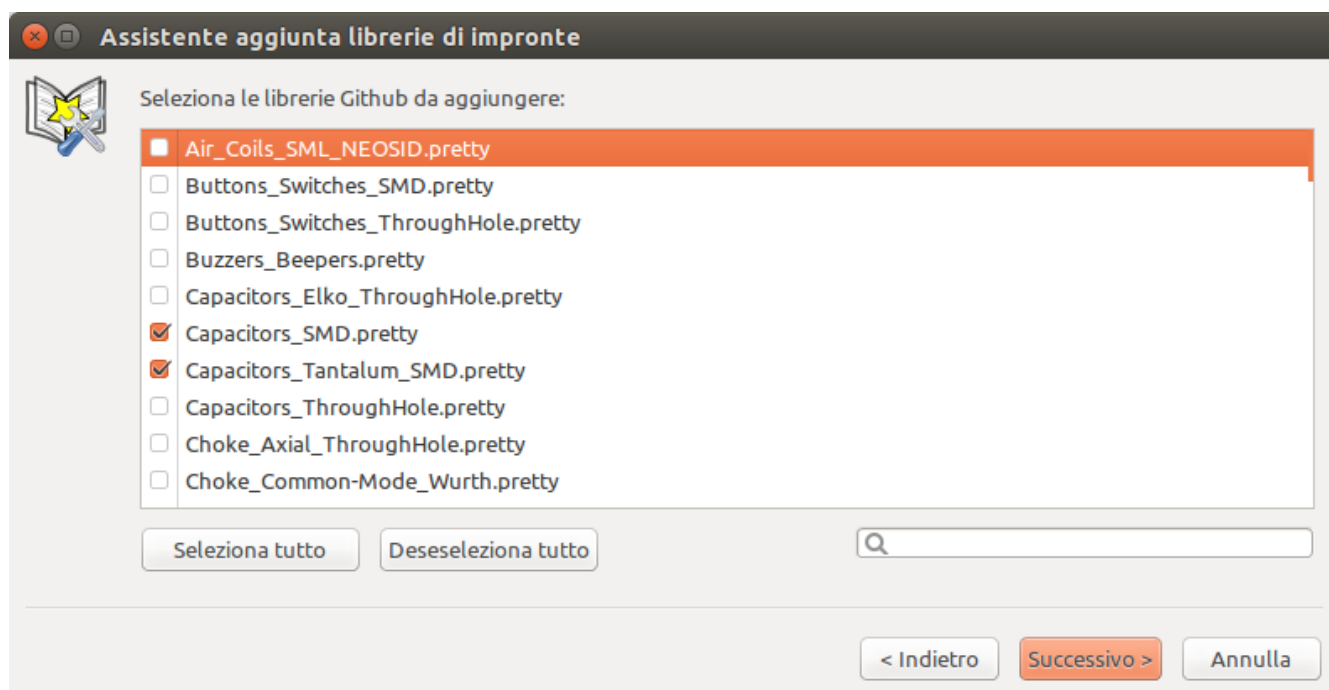 Assistente aggiunta librerie di impronte
Seleziona le librerie Github da aggiungere:
Air_Coils_SML_NEOSID.pretty
Buttons_Switches_SMD.pretty
Buttons_Switches_ThroughHole.pretty
Buzzers_Beepers.pretty
Capacitors_Elko_ThroughHole.pretty
Capacitors_SMD.pretty
Capacitors_Tantalum_SMD.pretty
Capacitors_ThroughHole.pretty
Choke_Axial_ThroughHole.pretty
Choke_Common-Mode_Wurth.pretty
Seleziona tutto Deseseleziona tutto
< Indietro Successivo > Annulla